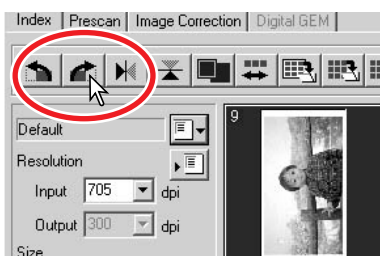 Index Prescan Image Correction Digital GEM
Default
Resolution
Input 705 dpi
Output 300 dpi
Size
9